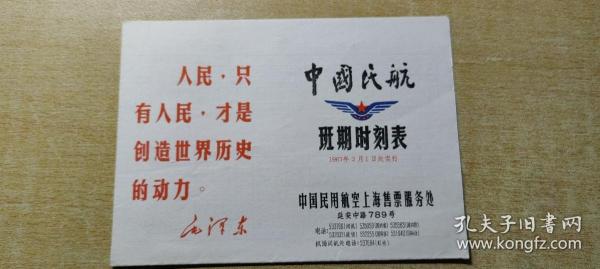 人民，只
有人民，才是
创造世界历史
的动力。
毛泽东
中國民航
班期时刻表
中国民用航空上海售票服务处
延安中路789号
孔夫子旧书网
www.kongfz.com